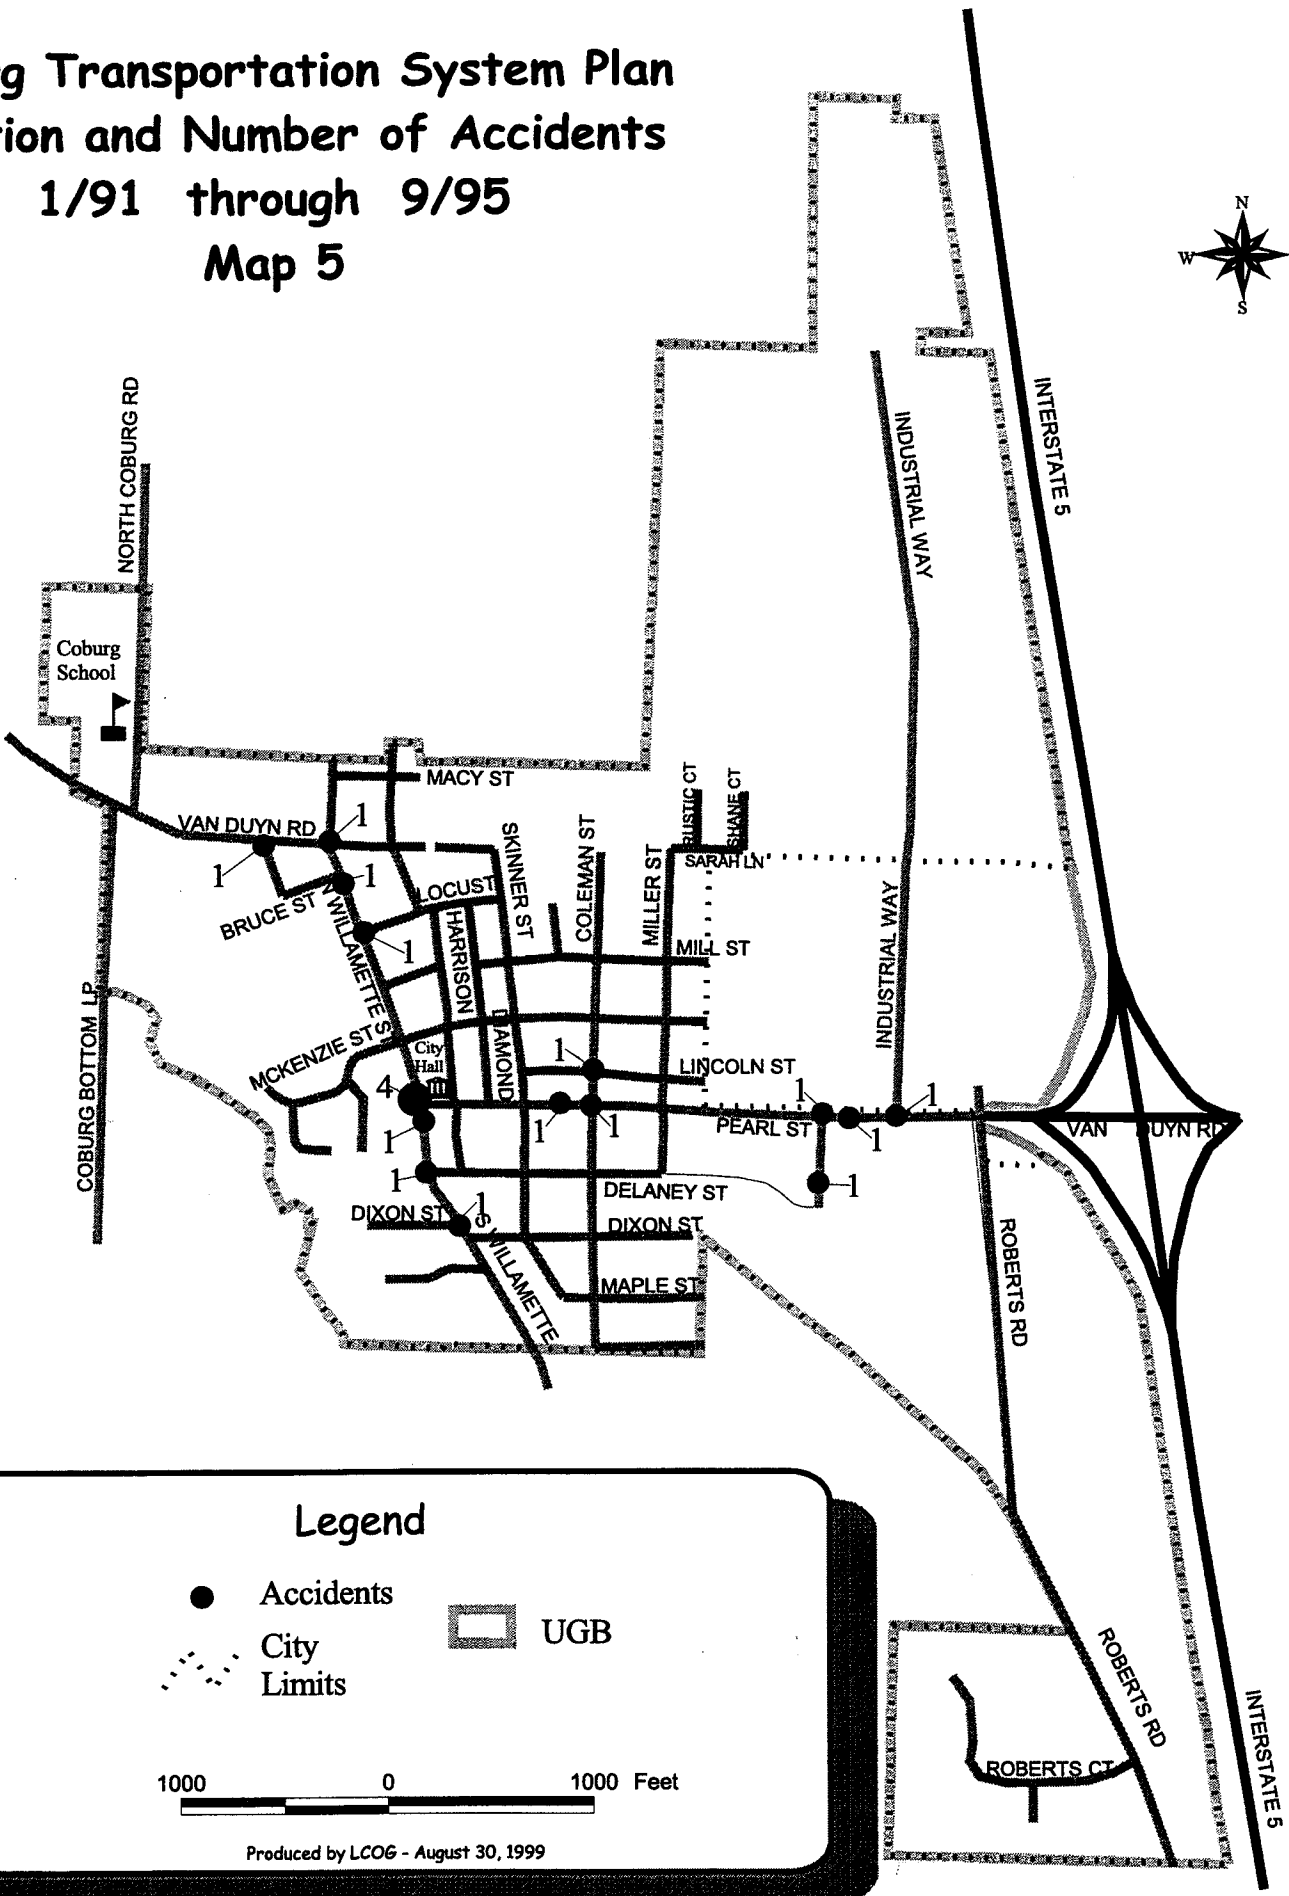 g Transportation System Plan
tion and Number of Accidents
1/91 through 9/95
Map 5
N
W
S
INTERSTATE 5
NORTH COBURG RD
INDUSTRIAL WAY
Coburg
School
MACY ST
VAN DUYN RD
1
1
1
BRUCE ST
LOCUST
SKINNER ST
COLEMAN ST
MILLER ST
RUSTIC CT
SHANE CT
SARAH LN
1
N WILLAMETTE ST
HARRISON
MILL ST
INDUSTRIAL WAY
COBURG BOTTOM LP
DIAMOND
MCKENZIE ST
City
Hall
1
LINCOLN ST
4
1
1
1
1
1
PEARL ST
1
VAN DUYN RD
1
1
1
DELANEY ST
DIXON ST
1
S WILLAMETTE
DIXON ST
ROBERTS RD
MAPLE ST
Legend
Accidents
City
Limits
UGB
1000 0 1000 Feet
Produced by LCOG - August 30, 1999
ROBERTS RD
ROBERTS CT
INTERSTATE 5